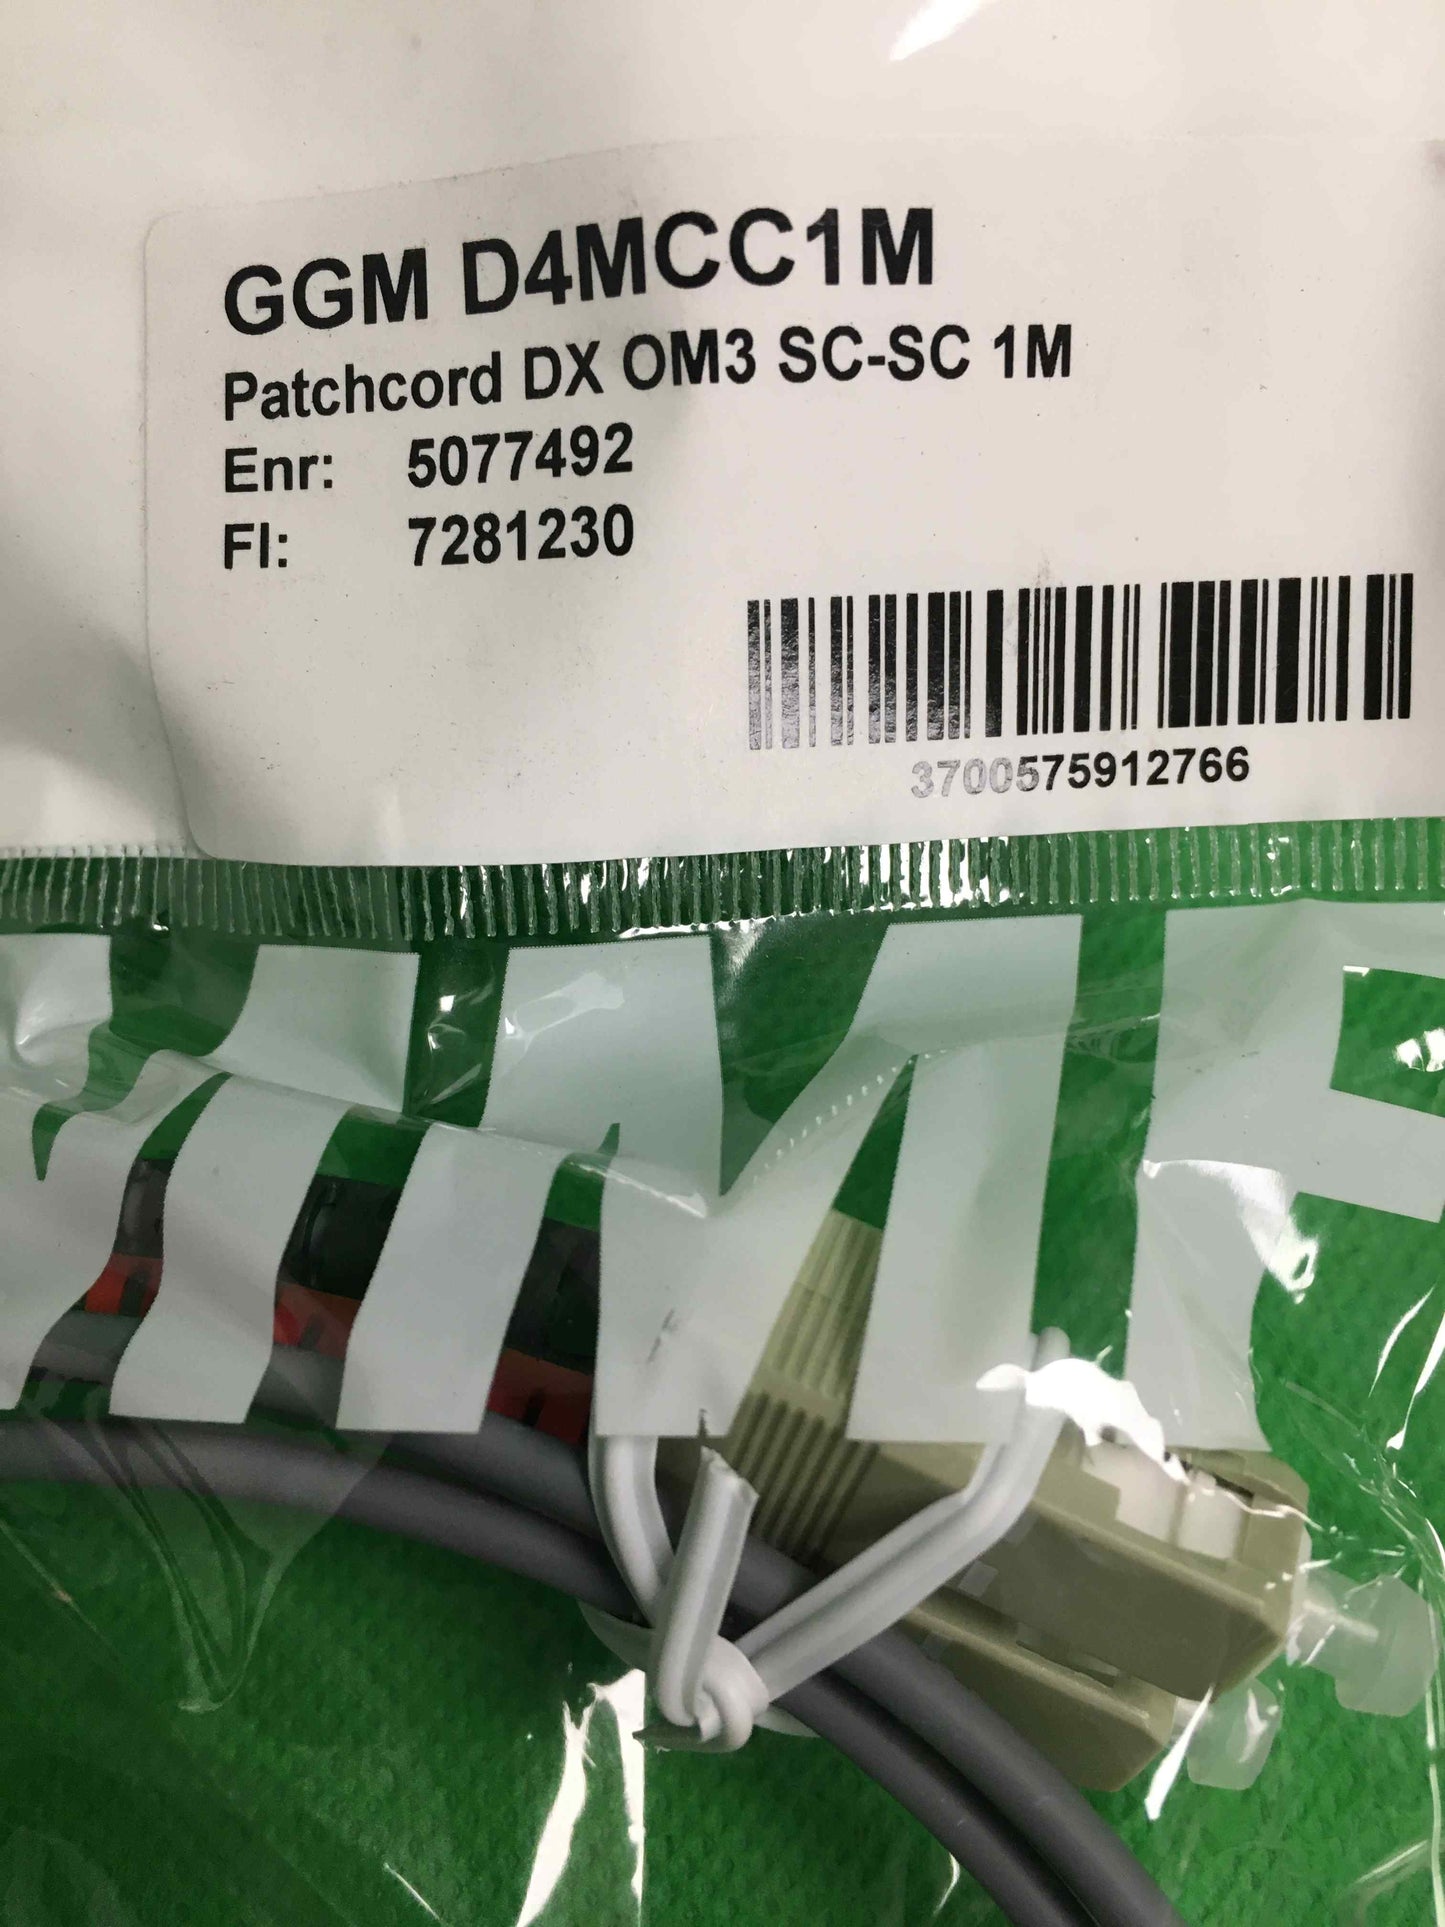 GGM D4MCC1M
Patchcord DX OM3 SC-SC 1M
Enr: 5077492
FI: 7281230
3700575912766